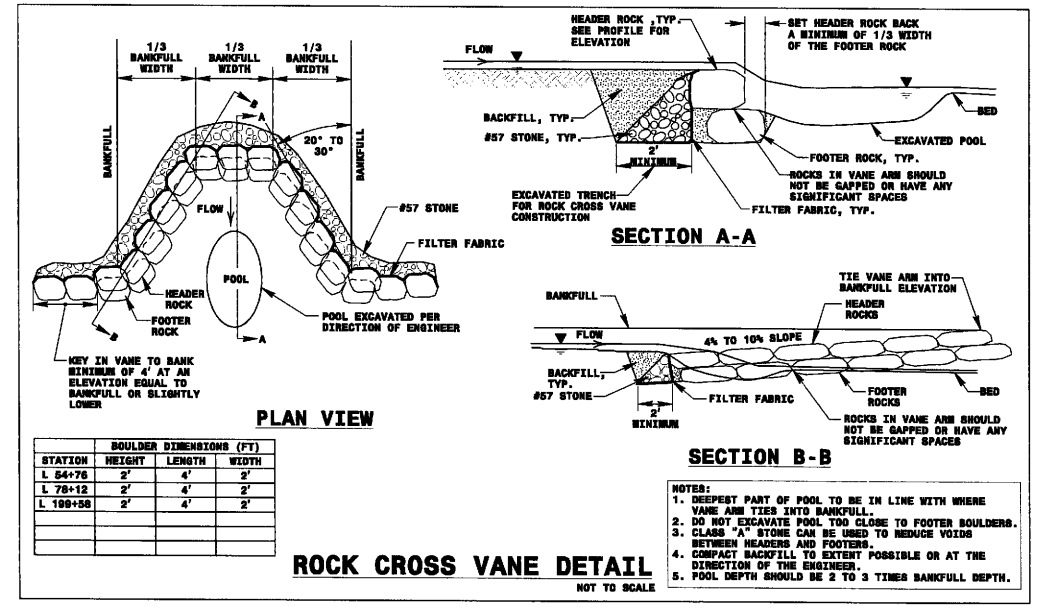 1/3 BANKFULL WIDTH
1/3 BANKFULL WIDTH
1/3 BANKFULL WIDTH
BANKFULL
BANKFULL
B
A
20° TO
30°
FLOW
#57 STONE
FILTER FABRIC
POOL
HEADER
ROCK
FOOTER
ROCK
B
A
POOL EXCAVATED PER
DIRECTION OF ENGINEER
KEY IN VANE TO BANK
MINIMUM OF 4' AT AN
ELEVATION EQUAL TO
BANKFULL OR SLIGHTLY
LOWER
PLAN VIEW
HEADER ROCK ,TYP.
SEE PROFILE FOR
ELEVATION
SET HEADER ROCK BACK
A MINIMUM OF 1/3 WIDTH
OF THE FOOTER ROCK
FLOW
BACKFILL, TYP.
#57 STONE, TYP.
2'
MINIMUM
BED
EXCAVATED POOL
FOOTER ROCK, TYP.
ROCKS IN VANE ARM SHOULD
NOT BE GAPPED OR HAVE ANY
SIGNIFICANT SPACES
EXCAVATED TRENCH
FOR ROCK CROSS VANE
CONSTRUCTION
FILTER FABRIC, TYP.
SECTION A-A
BANKFULL
TIE VANE ARM INTO
BANKFULL ELEVATION
HEADER
ROCKS
FLOW
4% TO 10% SLOPE
BACKFILL,
TYP.
#57 STONE
2'
MINIMUM
FILTER FABRIC
FOOTER
ROCKS
BED
ROCKS IN VANE ARM SHOULD
NOT BE GAPPED OR HAVE ANY
SIGNIFICANT SPACES
SECTION B-B
BOULDER DIMENSIONS (FT)
STATION HEIGHT LENGTH WIDTH
L 54+76 2' 4' 2'
L 78+12 2' 4' 2'
L 199+58 2' 4' 2'
NOTES:
1. DEEPEST PART OF POOL TO BE IN LINE WITH WHERE
VANE ARM TIES INTO BANKFULL.
2. DO NOT EXCAVATE POOL TOO CLOSE TO FOOTER BOULDERS.
3. CLASS "A" STONE CAN BE USED TO REDUCE VOIDS
BETWEEN HEADERS AND FOOTERS.
4. COMPACT BACKFILL TO EXTENT POSSIBLE OR AT THE
DIRECTION OF THE ENGINEER.
5. POOL DEPTH SHOULD BE 2 TO 3 TIMES BANKFULL DEPTH.
ROCK CROSS VANE DETAIL
NOT TO SCALE